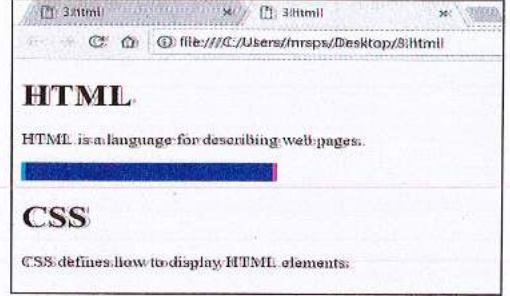 3.html 3.html
file:///C:/Users/mrsps/Desktop/3.html
HTML
HTML is a language for describing web pages.
CSS
CSS defines how to display HTML elements.